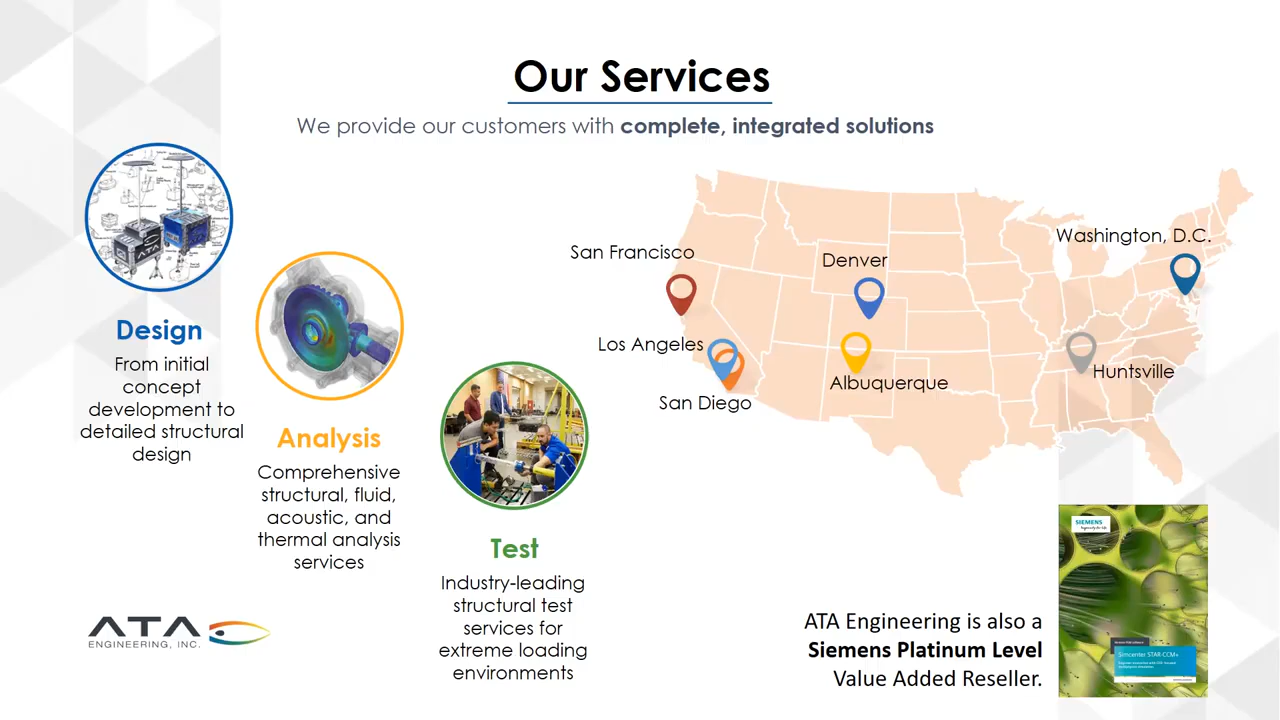 Our Services
We provide our customers with complete, integrated solutions
ATA
Design
From initial
concept
development to
detailed structural
design
Analysis
Comprehensive
structural, fluid,
acoustic, and
thermal analysis
services
Test
Industry-leading
structural test
services for
extreme loading
environments
San Francisco
Los Angeles
San Diego
Denver
Albuquerque
Washington, D.C.
Huntsville
ATA
ENGINEERING, INC.
ATA Engineering is also a
Siemens Platinum Level
Value Added Reseller.
SIEMENS
Simcenter STAR CCM+